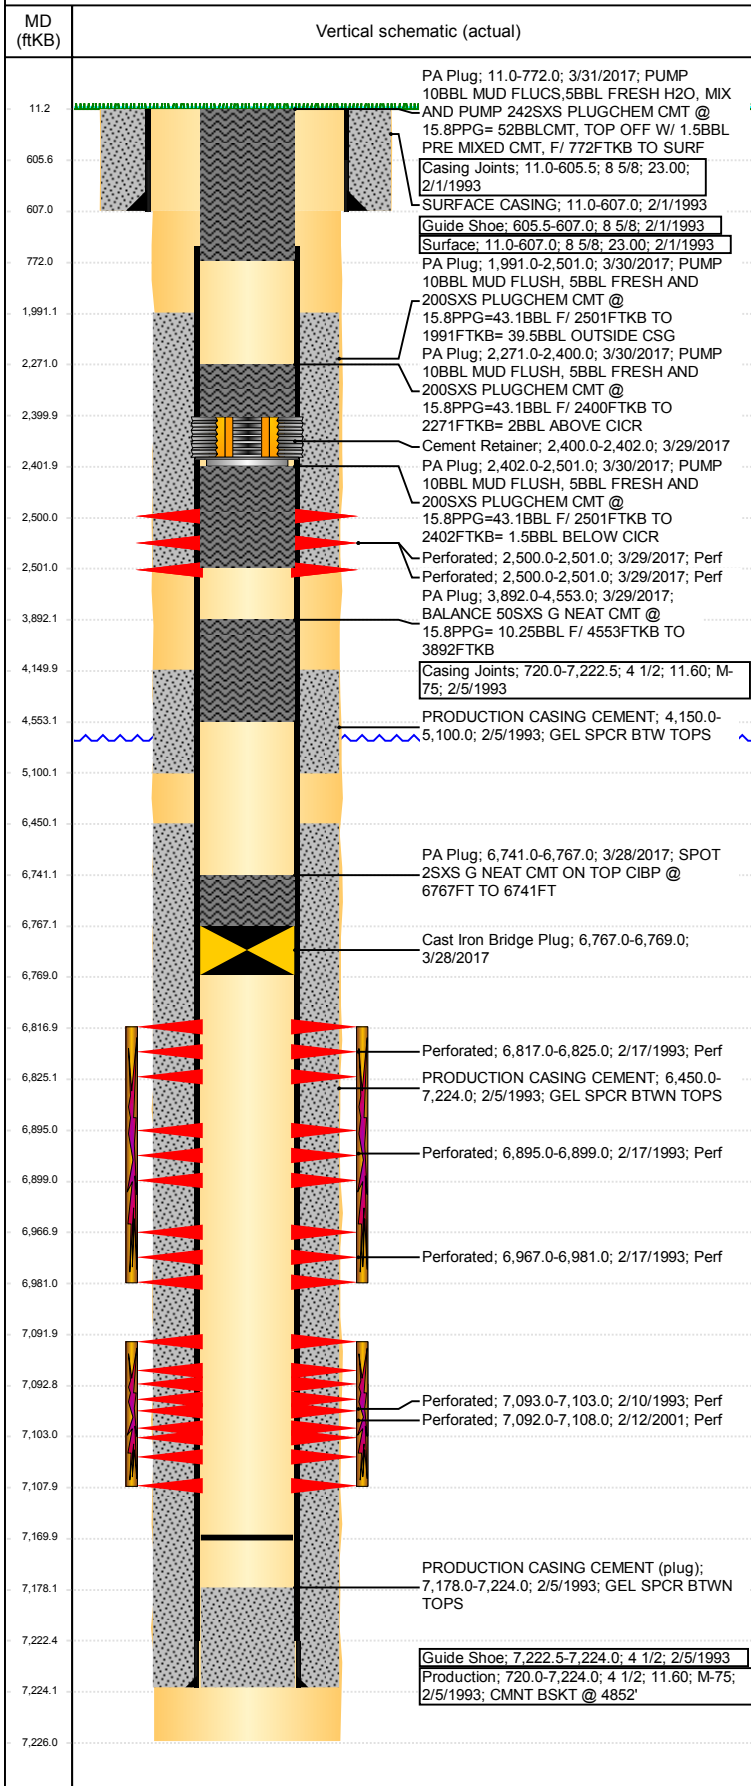 MD
(ftKB)
Vertical schematic (actual)
11.2
605.6
607.0
772.0
1,991.1
2,271.0
2,399.9
2,401.9
2,500.0
2,501.0
3,892.1
4,149.9
4,553.1
5,100.1
6,450.1
6,741.1
6,767.1
6,769.0
6,816.9
6,825.1
6,895.0
6,899.0
6,966.9
6,981.0
7,091.9
7,092.8
7,103.0
7,107.9
7,169.9
7,178.1
7,222.4
7,224.1
7,226.0
PA Plug; 11.0-772.0; 3/31/2017; PUMP
10BBL MUD FLUCS,5BBL FRESH H2O, MIX
AND PUMP 242SXS PLUGCHEM CMT @
15.8PPG= 52BBLCMT, TOP OFF W/ 1.5BBL
PRE MIXED CMT, F/ 772FTKB TO SURF
Casing Joints; 11.0-605.5; 8 5/8; 23.00;
2/1/1993
SURFACE CASING; 11.0-607.0; 2/1/1993
Guide Shoe; 605.5-607.0; 8 5/8; 2/1/1993
Surface; 11.0-607.0; 8 5/8; 23.00; 2/1/1993
PA Plug; 1,991.0-2,501.0; 3/30/2017; PUMP
10BBL MUD FLUSH, 5BBL FRESH AND
200SXS PLUGCHEM CMT @
15.8PPG=43.1BBL F/ 2501FTKB TO
1991FTKB= 39.5BBL OUTSIDE CSG
PA Plug; 2,271.0-2,400.0; 3/30/2017; PUMP
10BBL MUD FLUSH, 5BBL FRESH AND
200SXS PLUGCHEM CMT @
15.8PPG=43.1BBL F/ 2400FTKB TO
2271FTKB= 2BBL ABOVE CICR
Cement Retainer; 2,400.0-2,402.0; 3/29/2017
PA Plug; 2,402.0-2,501.0; 3/30/2017; PUMP
10BBL MUD FLUSH, 5BBL FRESH AND
200SXS PLUGCHEM CMT @
15.8PPG=43.1BBL F/ 2501FTKB TO
2402FTKB= 1.5BBL BELOW CICR
Perforated; 2,500.0-2,501.0; 3/29/2017; Perf
Perforated; 2,500.0-2,501.0; 3/29/2017; Perf
PA Plug; 3,892.0-4,553.0; 3/29/2017;
BALANCE 50SXS G NEAT CMT @
15.8PPG= 10.25BBL F/ 4553FTKB TO
3892FTKB
Casing Joints; 720.0-7,222.5; 4 1/2; 11.60; M-
75; 2/5/1993
PRODUCTION CASING CEMENT; 4,150.0-
5,100.0; 2/5/1993; GEL SPCR BTW TOPS
PA Plug; 6,741.0-6,767.0; 3/28/2017; SPOT
2SXS G NEAT CMT ON TOP CIBP @
6767FT TO 6741FT
Cast Iron Bridge Plug; 6,767.0-6,769.0;
3/28/2017
Perforated; 6,817.0-6,825.0; 2/17/1993; Perf
PRODUCTION CASING CEMENT; 6,450.0-
7,224.0; 2/5/1993; GEL SPCR BTWN TOPS
Perforated; 6,895.0-6,899.0; 2/17/1993; Perf
Perforated; 6,967.0-6,981.0; 2/17/1993; Perf
Perforated; 7,093.0-7,103.0; 2/10/1993; Perf
Perforated; 7,092.0-7,108.0; 2/12/2001; Perf
PRODUCTION CASING CEMENT (plug);
7,178.0-7,224.0; 2/5/1993; GEL SPCR BTWN
TOPS
Guide Shoe; 7,222.5-7,224.0; 4 1/2; 2/5/1993
Production; 720.0-7,224.0; 4 1/2; 11.60; M-75;
2/5/1993; CMNT BSKT @ 4852'